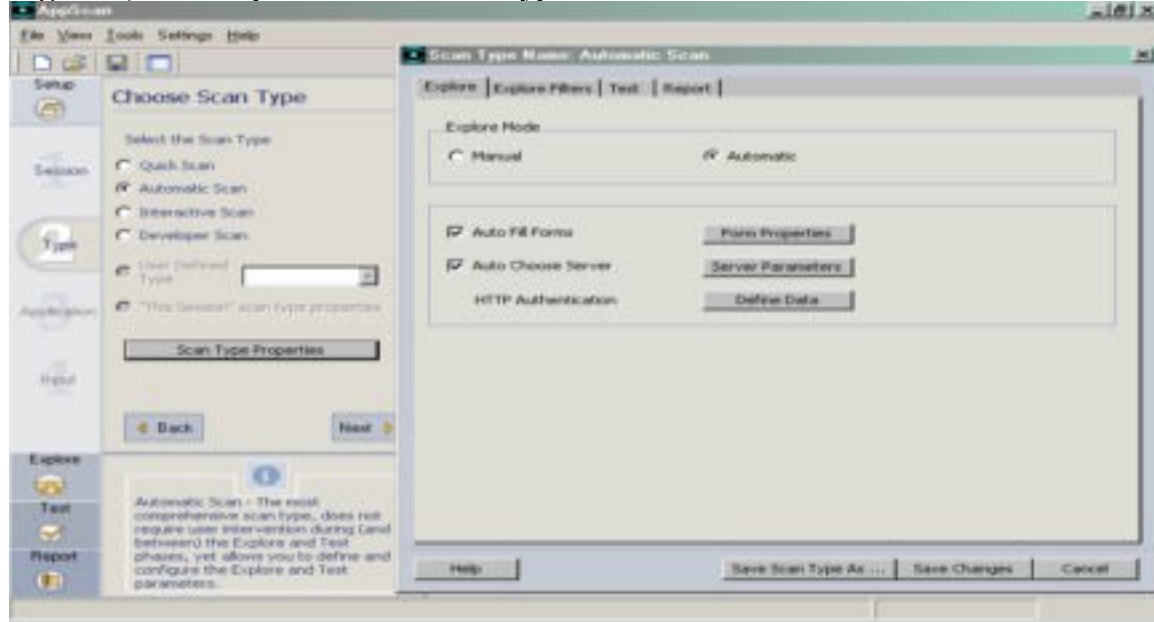 AppScan
File View Tools Settings Help
Setup
Session
Type
Application
Input
Explore
Test
Report
Choose Scan Type
Select the Scan Type
Quick Scan
Automatic Scan
Interactive Scan
Developer Scan
User Defined
Type
"This Session" scan type properties
Scan Type Properties
Back Next
Automatic Scan - The most
comprehensive scan type, does not
require user intervention during (and
between) the Explore and Test
phases, yet allows you to define and
configure the Explore and Test
parameters.
Scan Type Name: Automatic Scan
Explore Explore Filters Test Report
Explore Mode
Manual Automatic
Auto Fill Forms Form Properties
Auto Choose Server Server Parameters
HTTP Authentication Define Data
Help Save Scan Type As ... Save Changes Cancel